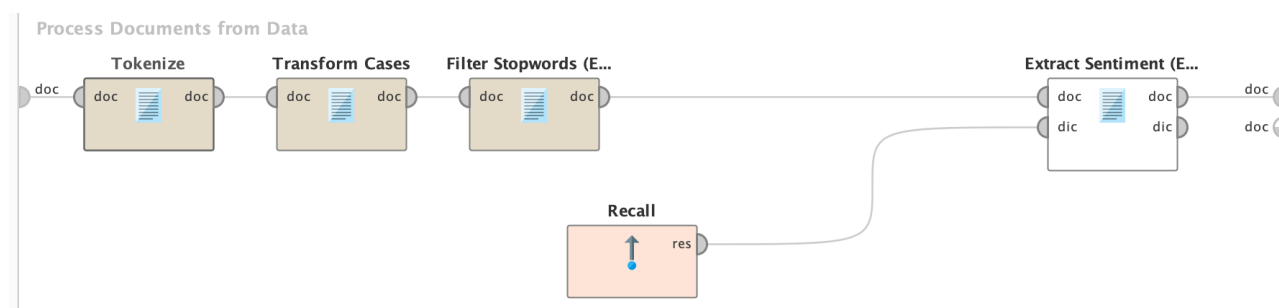 Process Documents from Data
Tokenize
Transform Cases
Filter Stopwords (E...
Extract Sentiment (E...
doc
doc doc
doc doc
doc doc
doc doc
doc
dic dic
doc
Recall
res